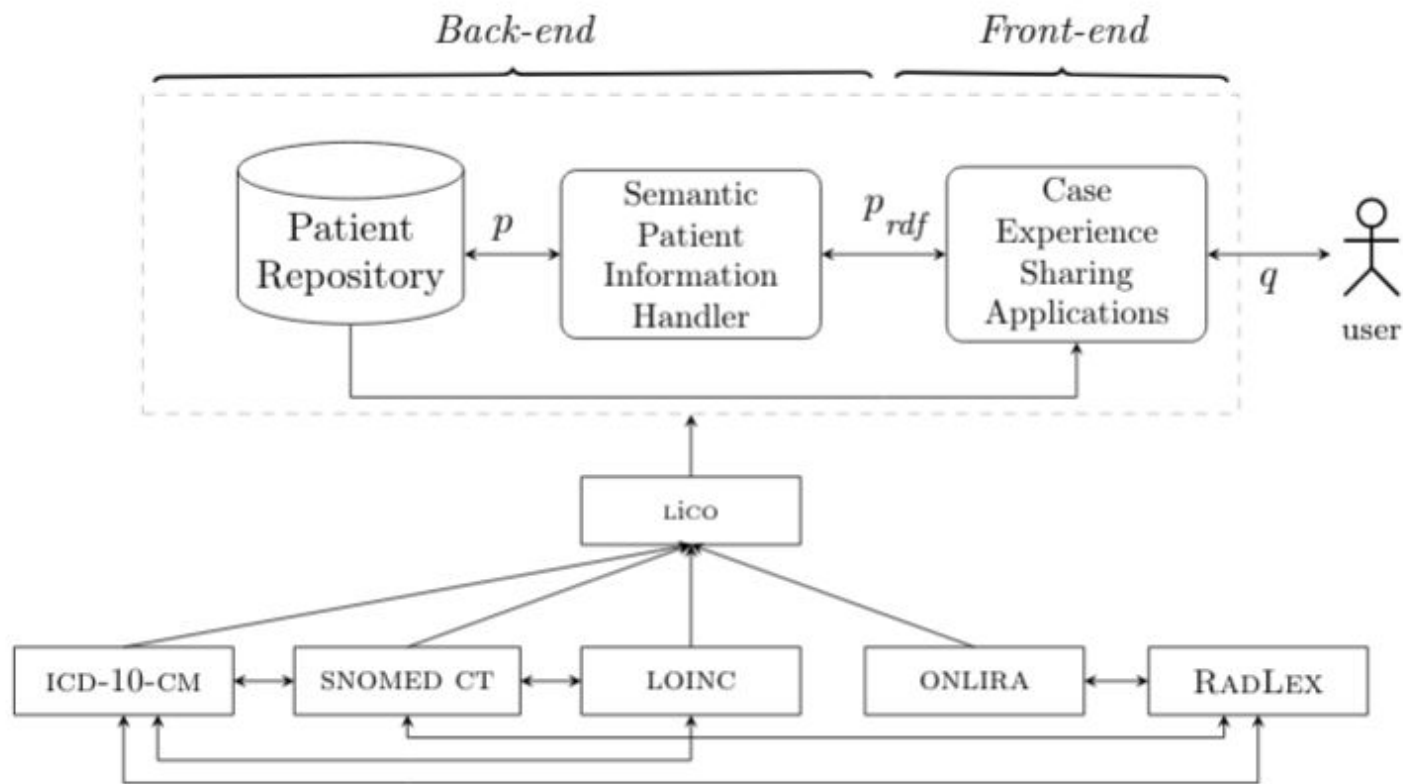 Back-end
Front-end
Patient
Repository
p
Semantic
Patient
Information
Handler
p_rdf
Case
Experience
Sharing
Applications
q
user
LiCO
ICD-10-CM
SNOMED CT
LOINC
ONLIRA
RADLEX